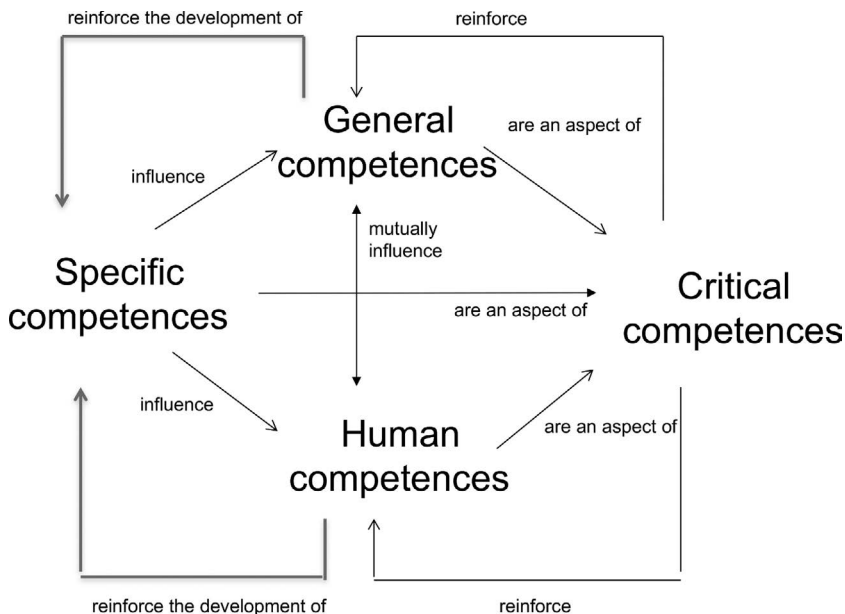 reinforce the development of
reinforce
General
competences
are an aspect of
influence
mutually
influence
Specific
competences
are an aspect of
Critical
competences
influence
Human
competences
are an aspect of
reinforce the development of
reinforce